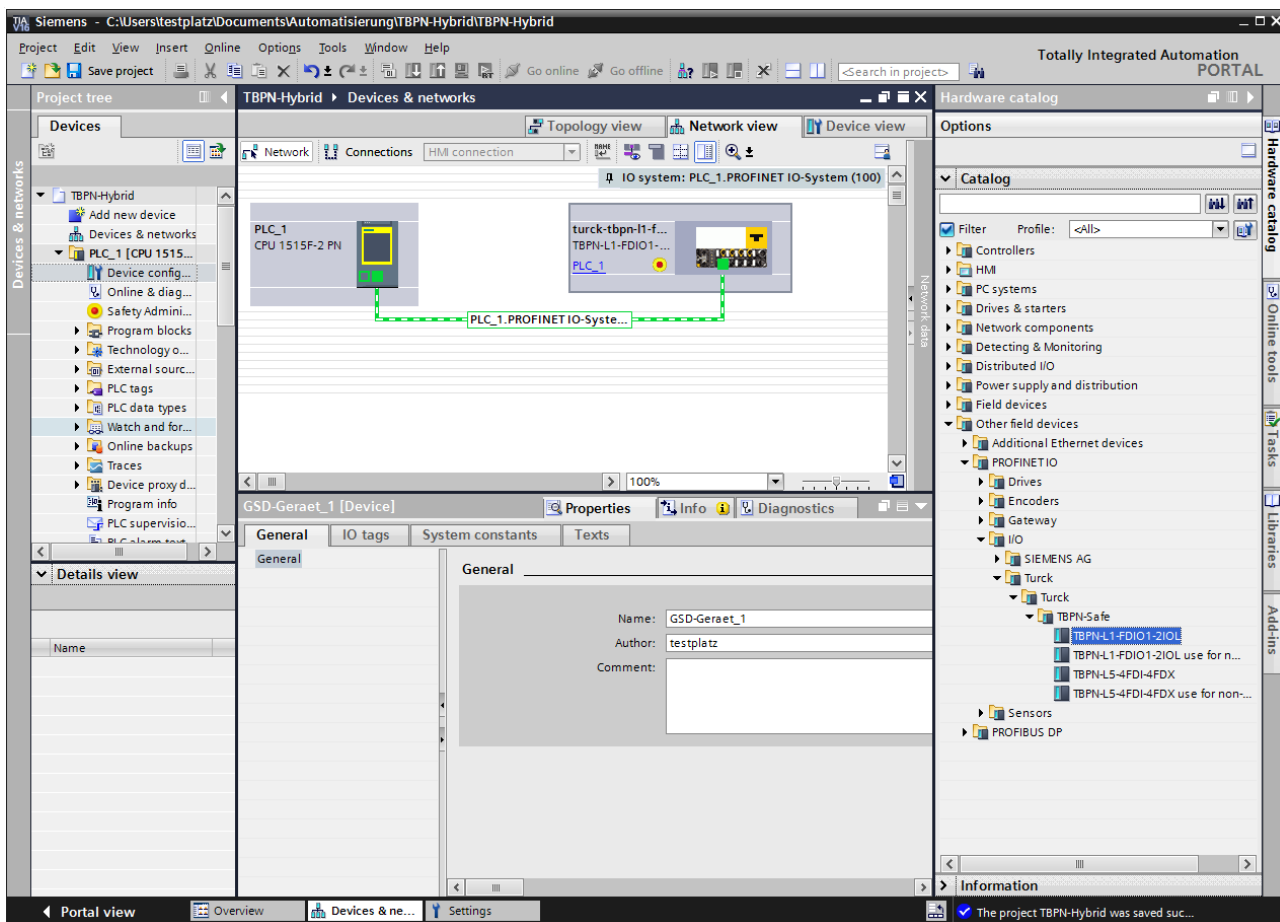 TIA V16 Siemens - C:\Users\testplatz\Documents\Automatisierung\TBPN-Hybrid\TBPN-Hybrid
Project Edit View Insert Online Options Tools Window Help
Totally Integrated Automation
PORTAL
Save project Go online Go offline <Search in project>
Project tree
Devices
Devices & networks
TBPN-Hybrid
Add new device
Devices & networks
PLC_1 [CPU 1515...
Device config...
Online & diag...
Safety Admini...
Program blocks
Technology o...
External sourc...
PLC tags
PLC data types
Watch and for...
Online backups
Traces
Device proxy d...
Program info
PLC supervisio...
PLC alarm text
Details view
Name
TBPN-Hybrid Devices & networks
Topology view Network view Device view
Network Connections HMI connection
IO system: PLC_1.PROFINET IO-System (100)
PLC_1
CPU 1515F-2 PN
turck-tbpn-l1-f...
TBPN-L1-FDIO1-...
PLC_1
PLC_1.PROFINET IO-Syste...
Network data
100%
GSD-Geraet_1 [Device]
Properties Info Diagnostics
General IO tags System constants Texts
General
General
Name: GSD-Geraet_1
Author: testplatz
Comment:
Hardware catalog
Options
Catalog
Filter Profile: <All>
Controllers
HMI
PC systems
Drives & starters
Network components
Detecting & Monitoring
Distributed I/O
Power supply and distribution
Field devices
Other field devices
Additional Ethernet devices
PROFINET IO
Drives
Encoders
Gateway
I/O
SIEMENS AG
Turck
Turck
TBPN-Safe
TBPN-L1-FDIO1-2IOL
TBPN-L1-FDIO1-2IOL use for n...
TBPN-L5-4FDI-4FDX
TBPN-L5-4FDI-4FDX use for non-...
Sensors
PROFIBUS DP
Information
Hardware catalog
Online tools
Tasks
Libraries
Add-ins
Portal view Overview Devices & ne... Settings
The project TBPN-Hybrid was saved suc...